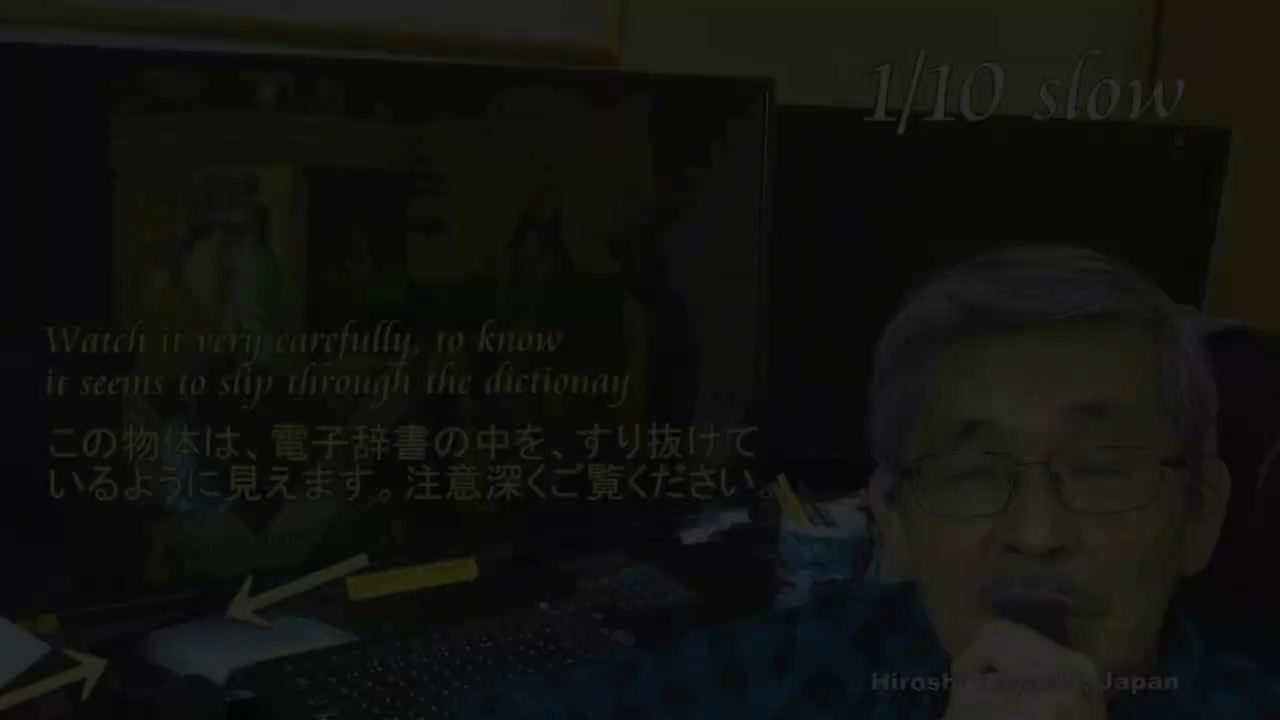 1/10 slow
Watch it very carefully, to know
it seems to slip through the dictionay
この物体は、電子辞書の中を、すり抜けて
いるように見えます。注意深くご覧ください。
Japan